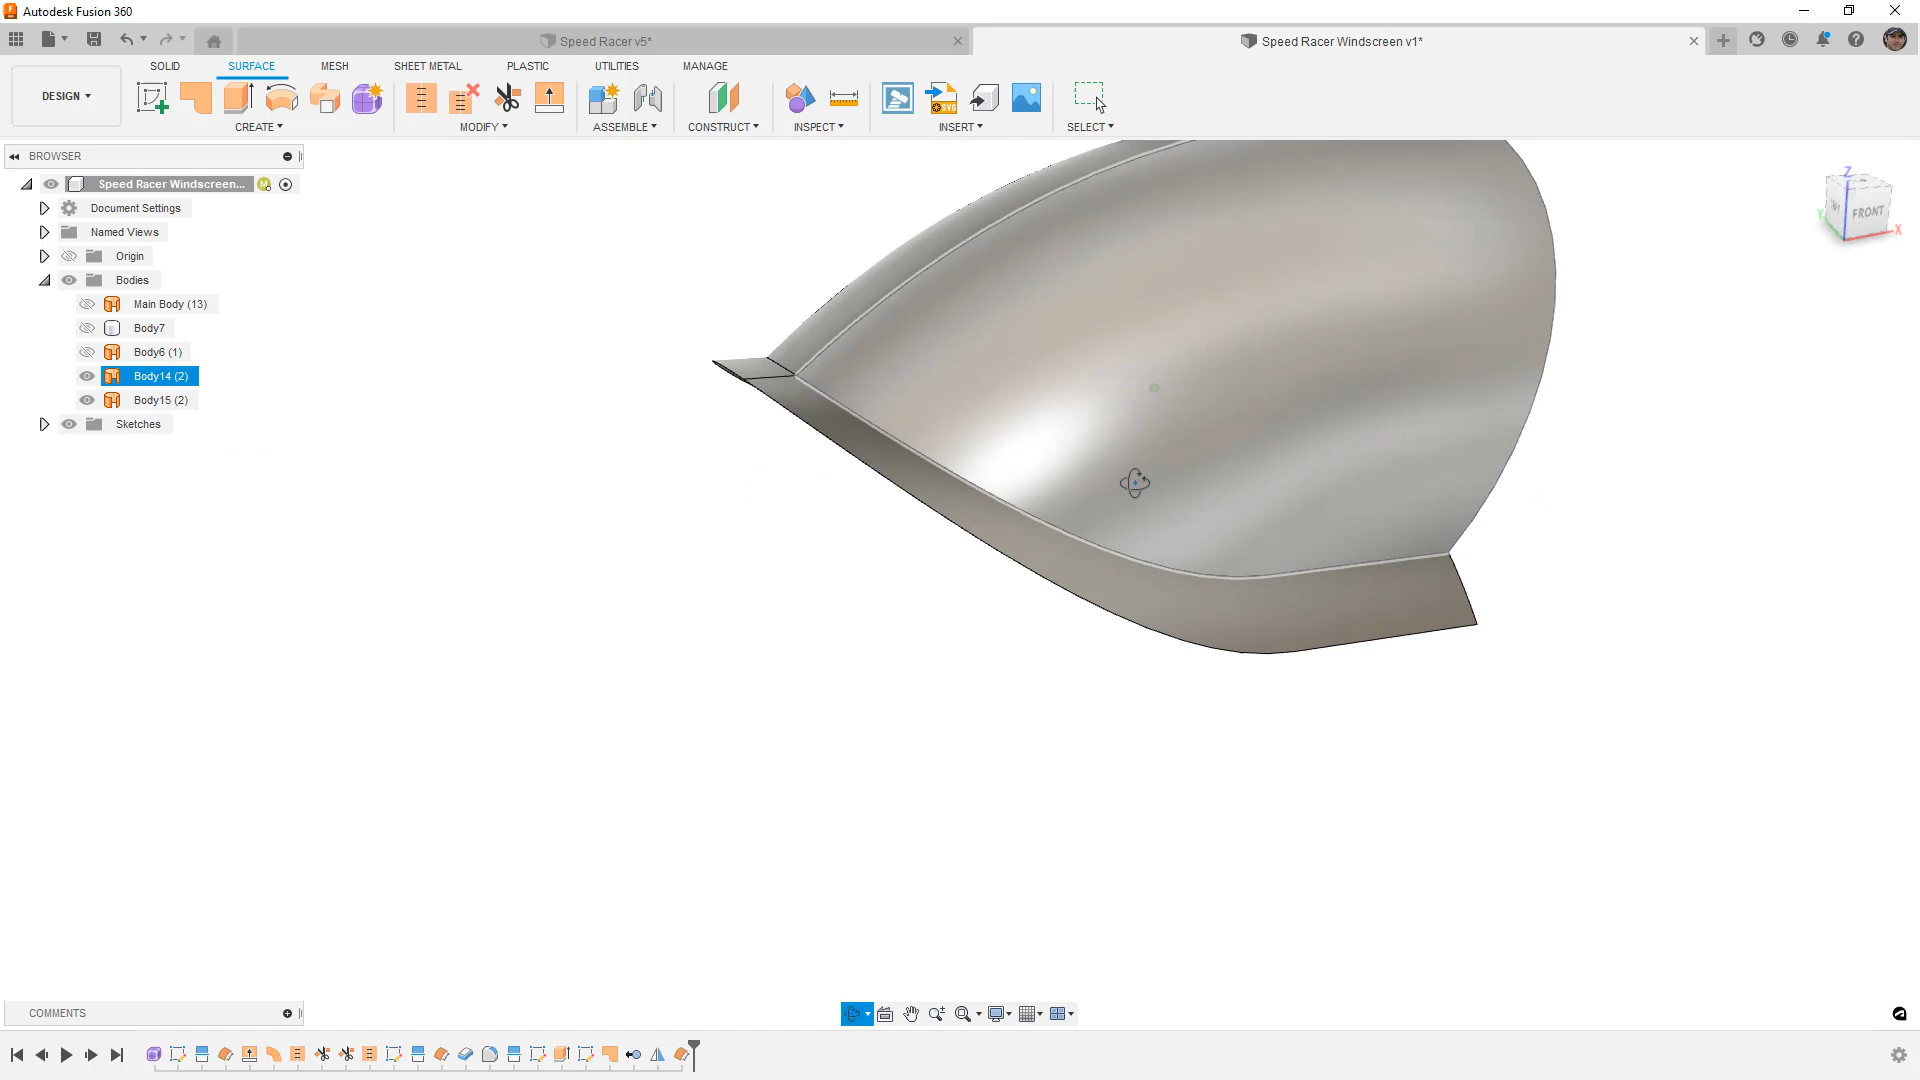 Autodesk Fusion 360
Speed Racer v5*
Speed Racer Windscreen v1*
SOLID SURFACE MESH SHEET METAL PLASTIC UTILITIES MANAGE
DESIGN
CREATE MODIFY ASSEMBLE CONSTRUCT INSPECT INSERT SELECT
SVG
BROWSER
Speed Racer Windscreen...
Document Settings
Named Views
Origin
Bodies
Main Body (13)
Body7
Body6 (1)
Body14 (2)
Body15 (2)
Sketches
Z
FRONT
Y
X
COMMENTS